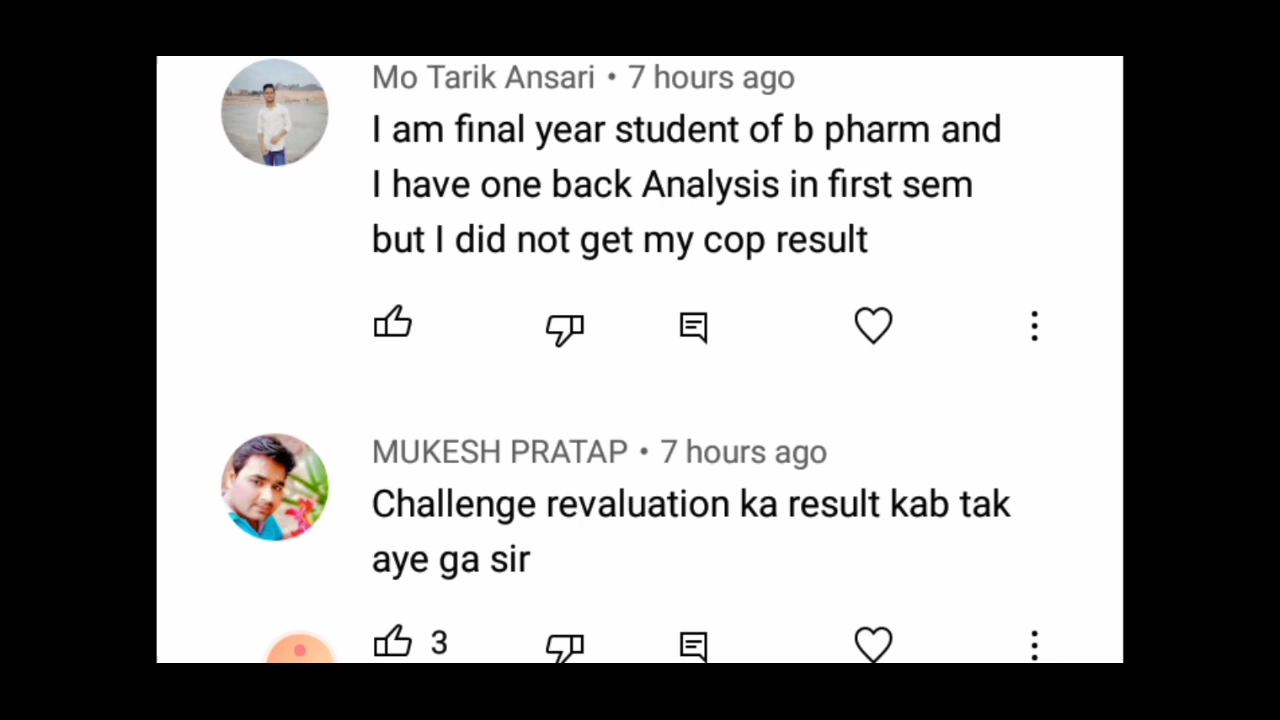 Mo Tarik Ansari • 7 hours ago
I am final year student of b pharm and
I have one back Analysis in first sem
but I did not get my cop result
MUKESH PRATAP • 7 hours ago
Challenge revaluation ka result kab tak
aye ga sir
3